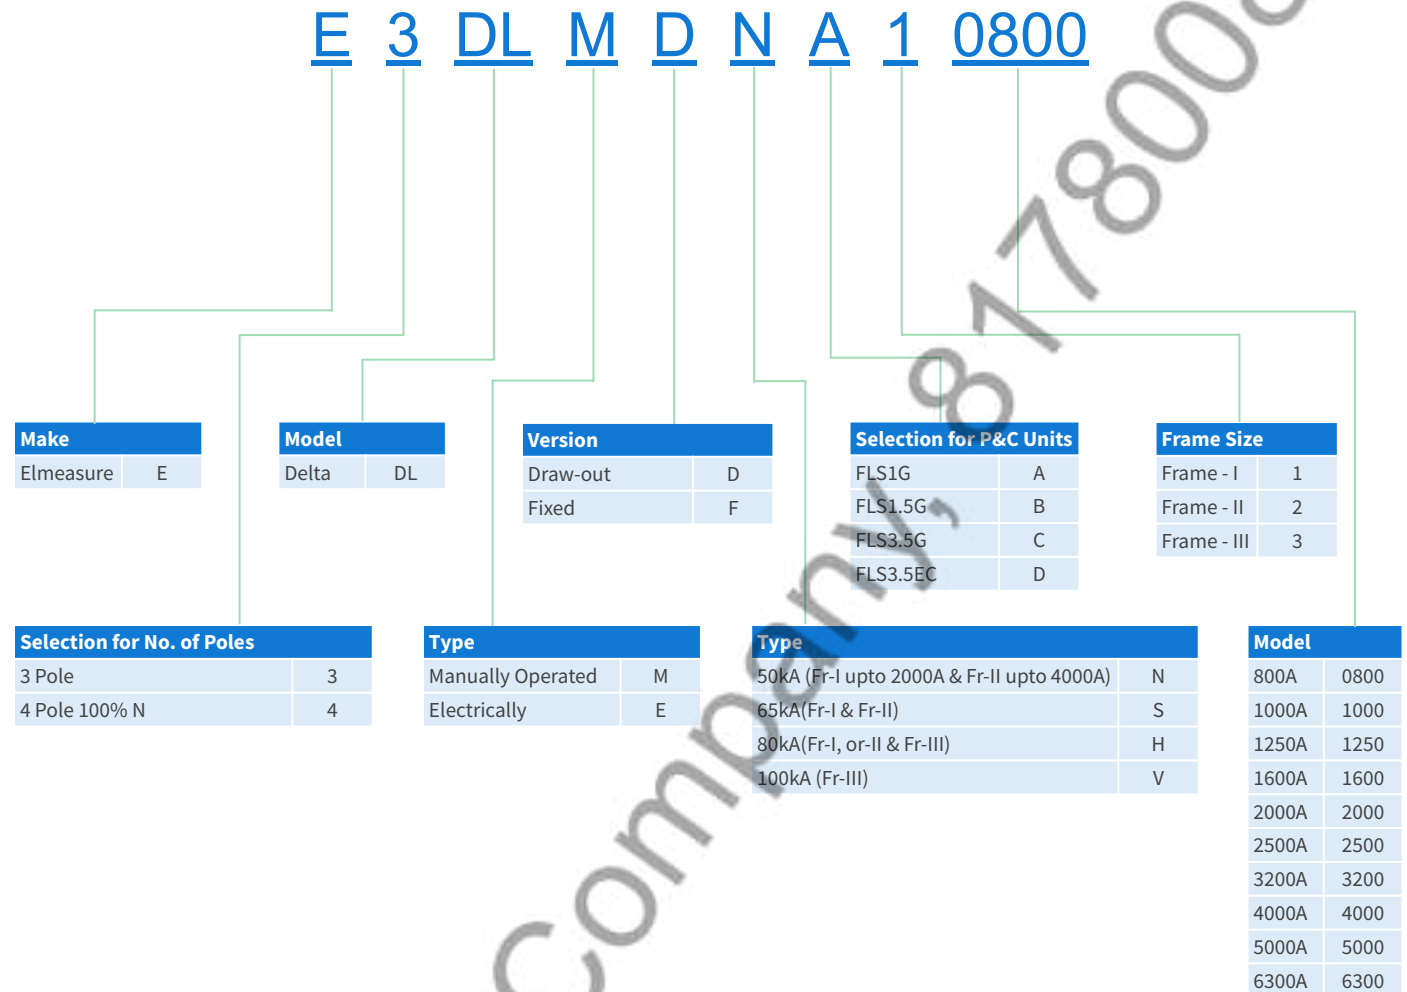 E 3 DL M D N A 1 0800
Make
Elmeasure E
Model
Delta DL
Version
Draw-out D
Fixed F
Selection for P&C Units
FLS1G A
FLS1.5G B
FLS3.5G C
FLS3.5EC D
Frame Size
Frame - I 1
Frame - II 2
Frame - III 3
Selection for No. of Poles
3 Pole 3
4 Pole 100% N 4
Type
Manually Operated M
Electrically E
Type
50kA (Fr-I upto 2000A & Fr-II upto 4000A) N
65kA(Fr-I & Fr-II) S
80kA(Fr-I, or-II & Fr-III) H
100kA (Fr-III) V
Model
800A 0800
1000A 1000
1250A 1250
1600A 1600
2000A 2000
2500A 2500
3200A 3200
4000A 4000
5000A 5000
6300A 6300
Company, 817800